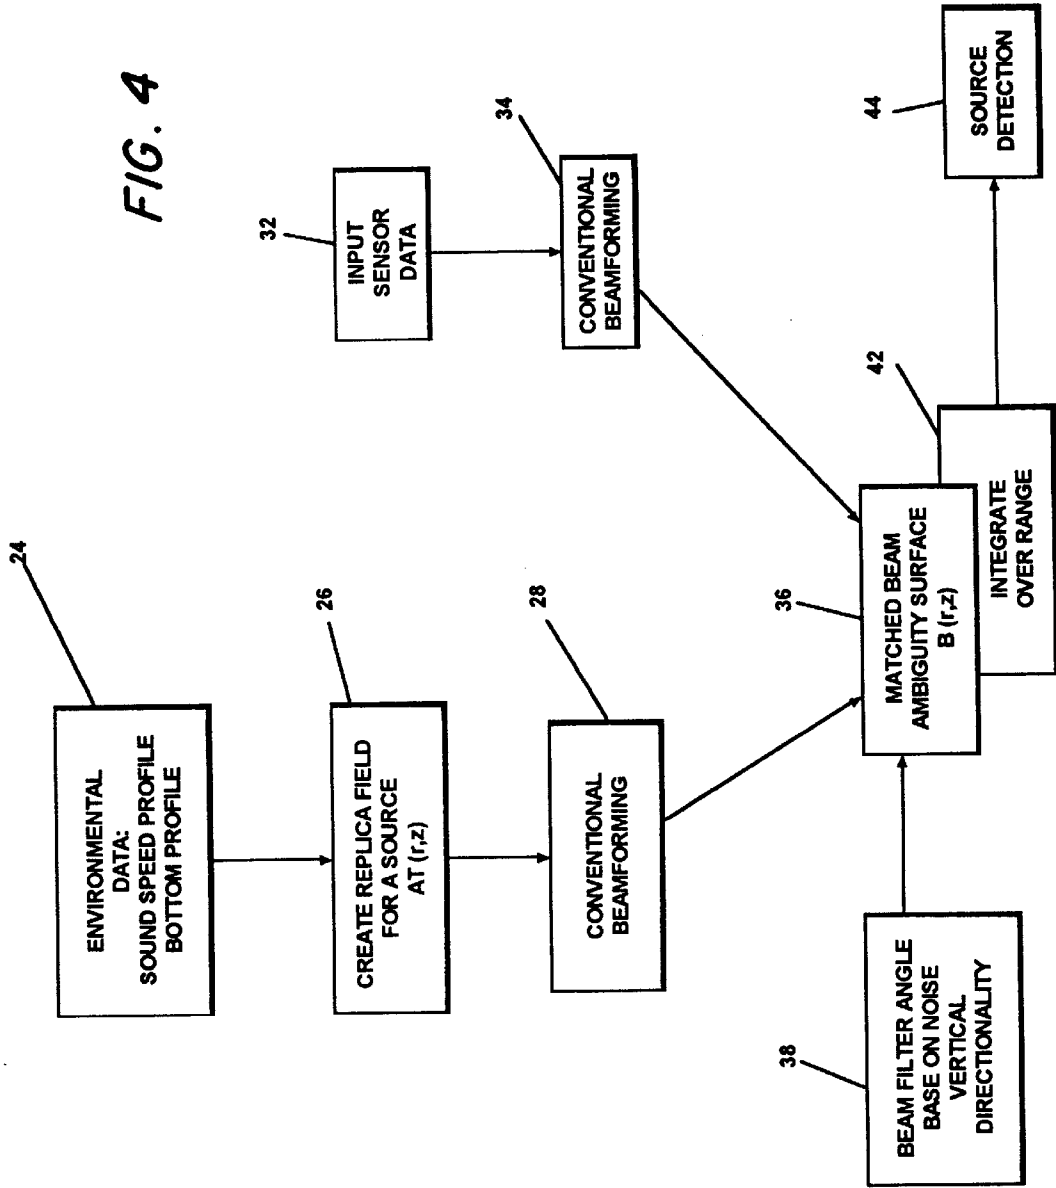 FIG. 4
24
ENVIRONMENTAL
DATA:
SOUND SPEED PROFILE
BOTTOM PROFILE
26
CREATE REPLICA FIELD
FOR A SOURCE
AT (r,z)
28
CONVENTIONAL
BEAMFORMING
32
INPUT
SENSOR
DATA
34
CONVENTIONAL
BEAMFORMING
38
BEAM FILTER ANGLE
BASE ON NOISE
VERTICAL
DIRECTIONALITY
36
MATCHED BEAM
AMBIGUITY SURFACE
B (r,z)
42
INTEGRATE
OVER RANGE
44
SOURCE
DETECTION